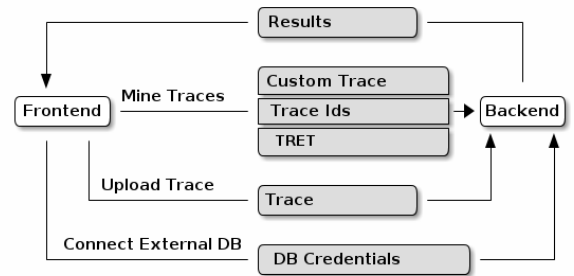 Results
Custom Trace
Mine Traces
Frontend
Trace Ids
Backend
TRET
Upload Trace
Trace
Connect External DB
DB Credentials